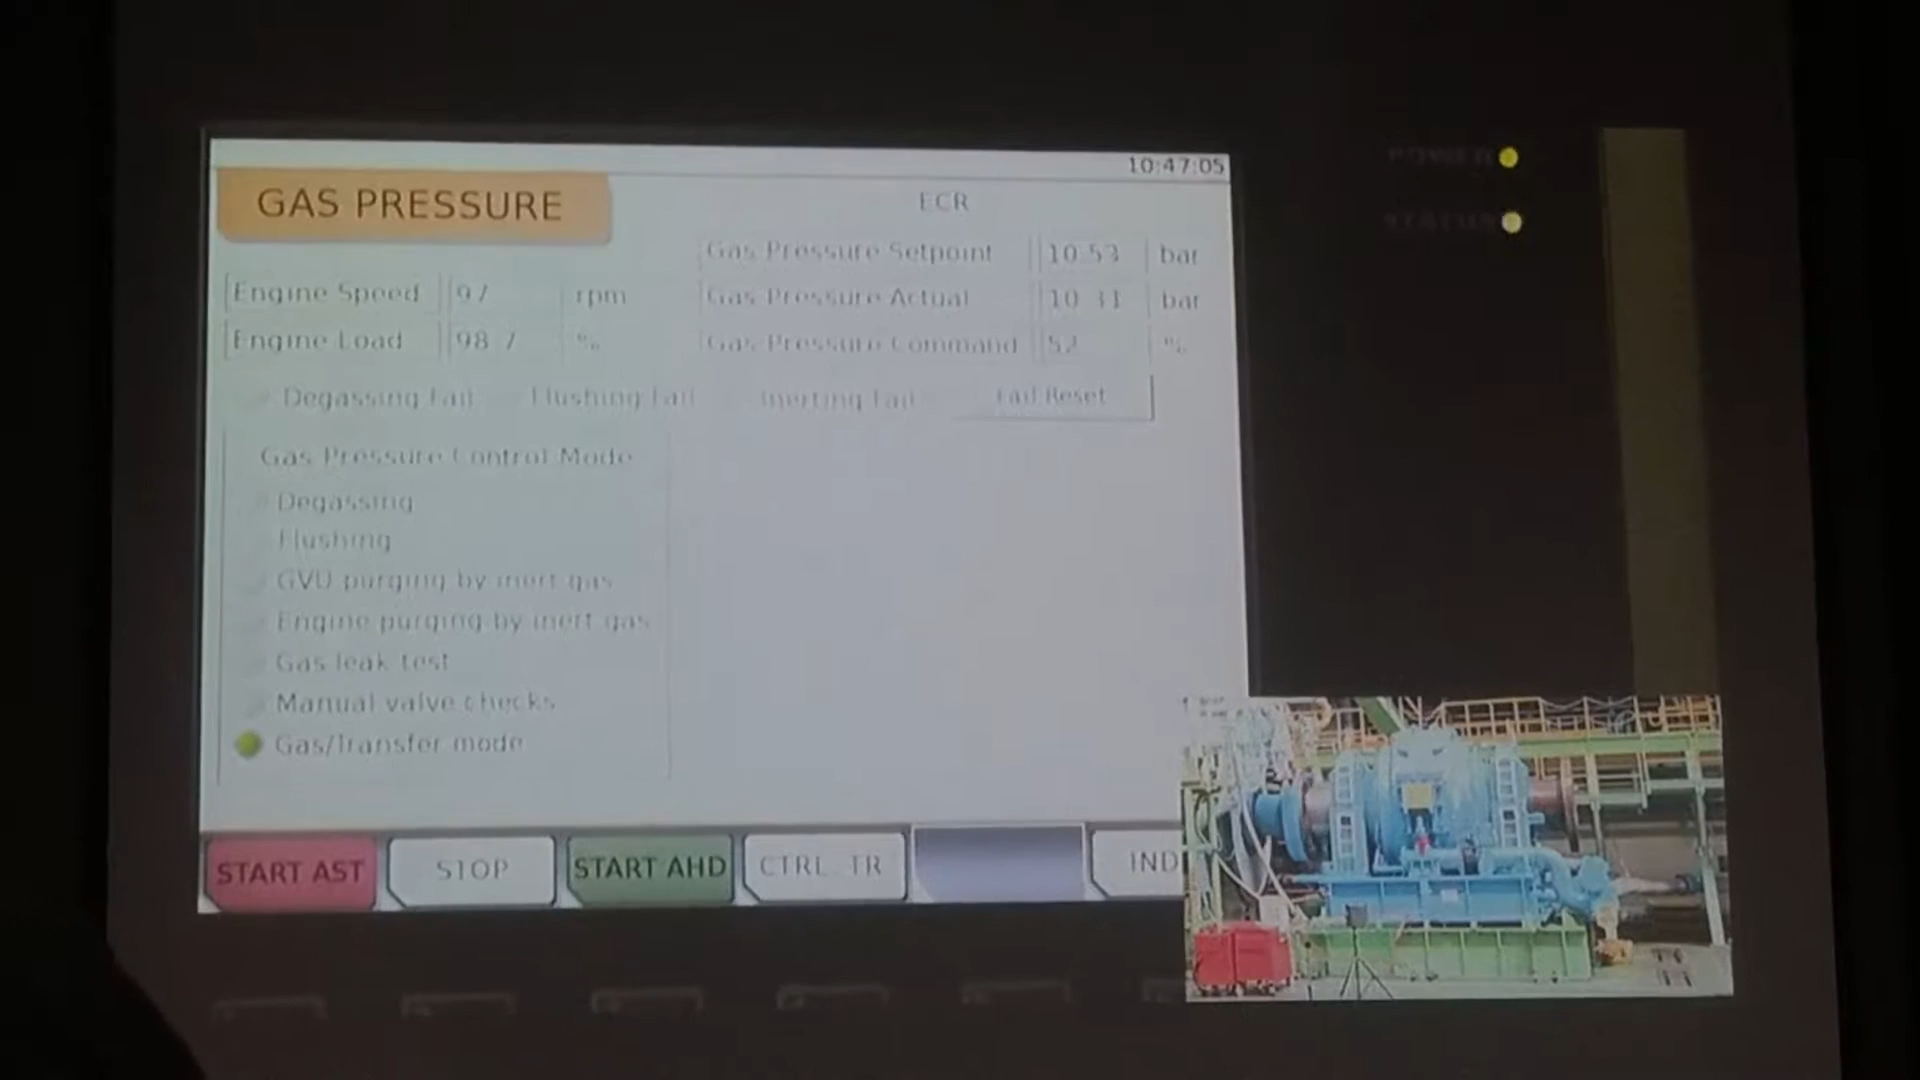 10:47:05
GAS PRESSURE
ECR
Gas Pressure Setpoint 10.53 bar
Engine Speed 97 rpm
Gas Pressure Actual bar
Engine Load 98.7 %
Gas Pressure Command 52 %
Degassing Fail Flushing Fail Inerting Fail Fail Reset
Gas Pressure Control Mode
Degassing
Flushing
GVU purging by inert gas
Engine purging by inert gas
Gas leak test
Manual valve checks
Gas/Transfer mode
START AST STOP START AHD CTRL TR IND
POWER
STATUS